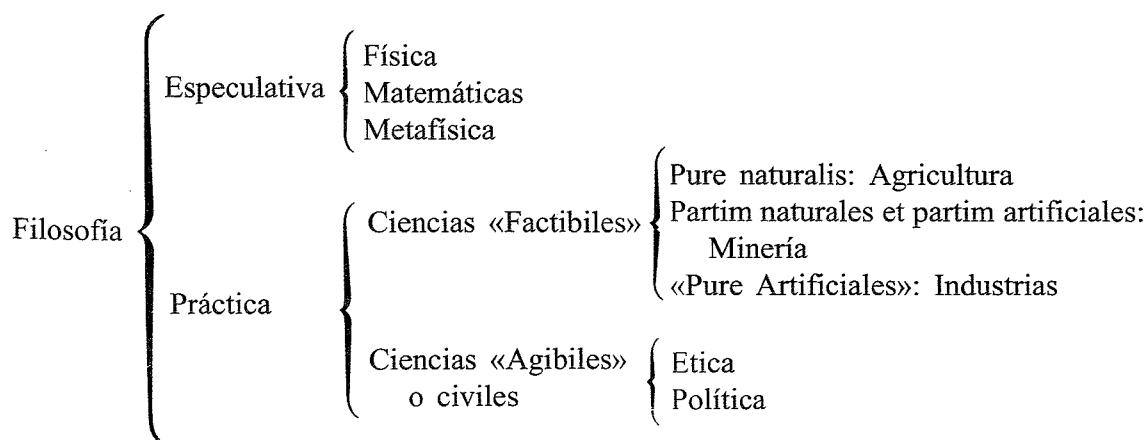 Filosofía
Especulativa
Física
Matemáticas
Metafísica
Práctica
Ciencias «Factibiles»
Pure naturalis: Agricultura
Partim naturales et partim artificiales:
Minería
«Pure Artificiales»: Industrias
Ciencias «Agibiles»
o civiles
Etica
Política